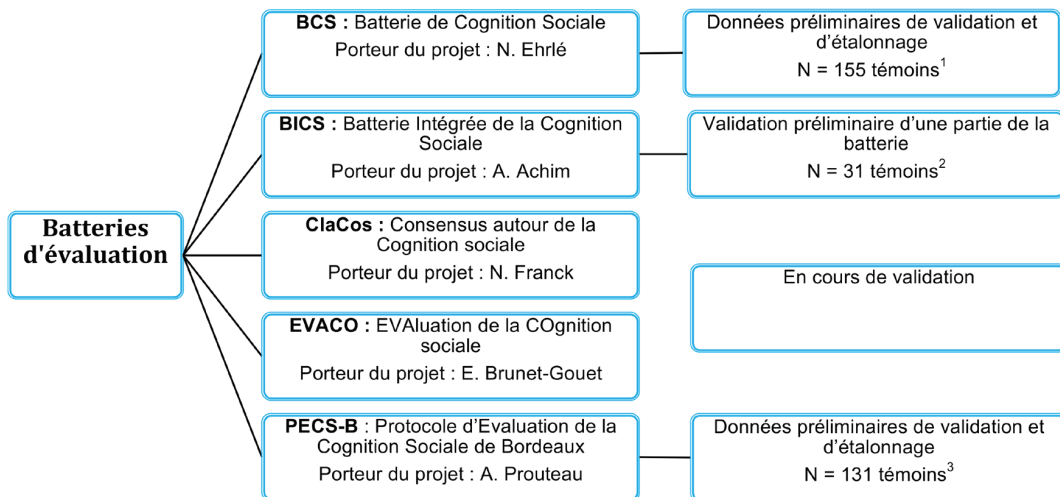 Batteries
d'évaluation
BCS : Batterie de Cognition Sociale
Porteur du projet : N. Ehrlé
Données préliminaires de validation et
d'étalonnage
N = 155 témoins¹
BICS : Batterie Intégrée de la Cognition
Sociale
Porteur du projet : A. Achim
Validation préliminaire d'une partie de la
batterie
N = 31 témoins²
ClaCos : Consensus autour de la
Cognition sociale
Porteur du projet : N. Franck
EVACO : EVAluation de la COgnition
sociale
Porteur du projet : E. Brunet-Gouet
En cours de validation
PECS-B : Protocole d'Evaluation de la
Cognition Sociale de Bordeaux
Porteur du projet : A. Prouteau
Données préliminaires de validation et
d'étalonnage
N = 131 témoins³